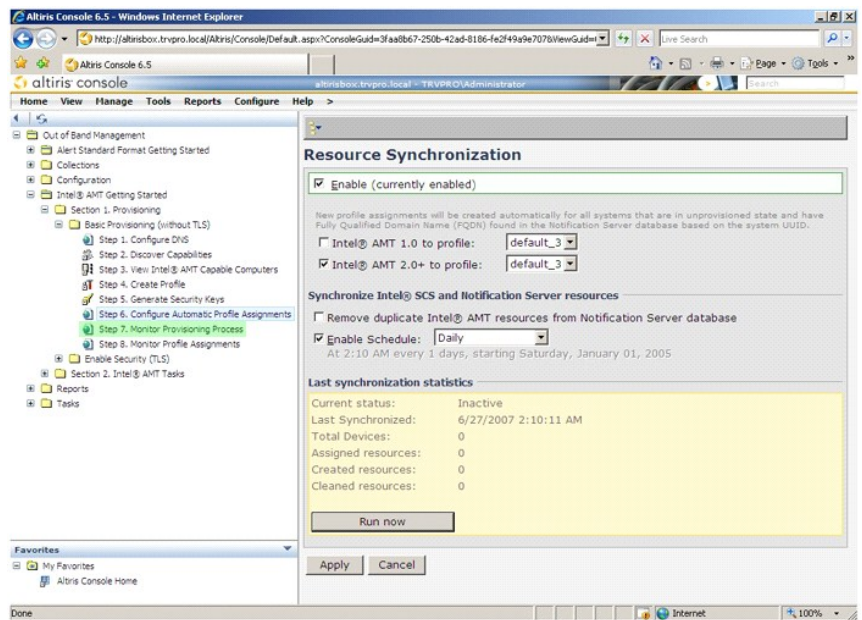 Altiris Console 6.5 - Windows Internet Explorer
http://altirisbox.trvpro.local/Altiris/Console/Default.aspx?ConsoleGuid=3faa8b67-250b-42ad-8186-fe2f49a9e707&ViewGuid=
Live Search
Altiris Console 6.5
Page
Tools
altiris console
altirisbox.trvpro.local - TRVPRO\Administrator
Search
Home View Manage Tools Reports Configure Help >
Out of Band Management
Alert Standard Format Getting Started
Collections
Configuration
Intel® AMT Getting Started
Section 1. Provisioning
Basic Provisioning (without TLS)
Step 1. Configure DNS
Step 2. Discover Capabilities
Step 3. View Intel® AMT Capable Computers
Step 4. Create Profile
Step 5. Generate Security Keys
Step 6. Configure Automatic Profile Assignments
Step 7. Monitor Provisioning Process
Step 8. Monitor Profile Assignments
Enable Security (TLS)
Section 2. Intel® AMT Tasks
Reports
Tasks
Favorites
My Favorites
Altiris Console Home
Resource Synchronization
Enable (currently enabled)
New profile assignments will be created automatically for all systems that are in unprovisioned state and have
Fully Qualified Domain Name (FQDN) found in the Notification Server database based on the system UUID.
Intel® AMT 1.0 to profile: default_3
Intel® AMT 2.0+ to profile: default_3
Synchronize Intel® SCS and Notification Server resources
Remove duplicate Intel® AMT resources from Notification Server database
Enable Schedule: Daily
At 2:10 AM every 1 days, starting Saturday, January 01, 2005
Last synchronization statistics
Current status: Inactive
Last Synchronized: 6/27/2007 2:10:11 AM
Total Devices: 0
Assigned resources: 0
Created resources: 0
Cleaned resources: 0
Run now
Apply Cancel
Done
Internet
100%